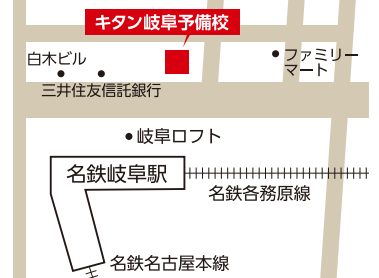 キタン岐阜予備校
白木ビル
ファミリー
マート
三井住友信託銀行
岐阜ロフト
名鉄岐阜駅
名鉄各務原線
名鉄名古屋本線